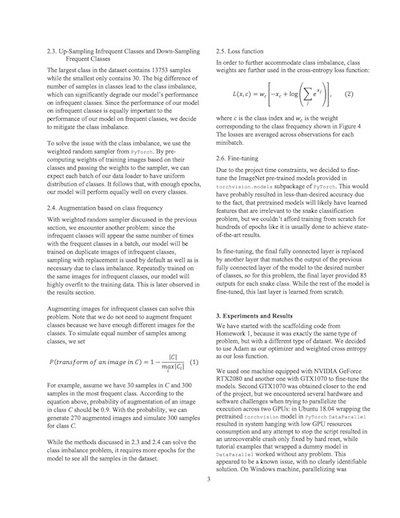 2.3. Up-Sampling Infrequent Classes and Down-Sampling
Frequent Classes
The largest class in the dataset contains 13753 samples
while the smallest only contains 30. The big difference of
number of samples in classes lead to the class imbalance,
which can significantly degrade our model's performance
on infrequent classes. Since the performance of our model
on infrequent classes is equally important to the
performance of our model on frequent classes, we decide
to mitigate the class imbalance.
To solve the issue with the class imbalance, we use the
weighted random sampler from PyTorch. By pre-
computing weights of training images based on their
classes and passing the weights to the sampler, we can
expect each batch of our data loader to have uniform
distribution of classes. It follows that, with enough epochs,
our model will perform equally well on every classes.
2.4. Augmentation based on class frequency
With weighted random sampler discussed in the previous
section, we encounter another problem: since the
infrequent classes will appear the same number of times
with the frequent classes in a batch, our model will be
trained on duplicate images of infrequent classes,
sampling with replacement is used by default as well as is
necessary due to class imbalance. Repeatedly trained on
the same images for infrequent classes, our model will
highly overfit to the training data. This is later observed in
the results section.
Augmenting images for infrequent classes can solve this
problem. Note that we do not need to augment frequent
classes because we have enough different images for the
classes. To simulate equal number of samples among
classes, we set
P(transform of an image in C) = 1 − |C| / max|C_i| (1)
For example, assume we have 30 samples in C and 300
samples in the most frequent class. According to the
equation above, probability of augmentation of an image
in class C should be 0.9. With the probability, we can
generate 270 augmented images and simulate 300 samples
for class C.
While the methods discussed in 2.3 and 2.4 can solve the
class imbalance problem, it requires more epochs for the
model to see all the samples in the dataset.
2.5. Loss function
In order to further accommodate class imbalance, class
weights are further used in the cross-entropy loss function:
L(x, c) = w_c [−x_c + log(∑_j e^{x_j})], (2)
where c is the class index and w_c is the weight
corresponding to the class frequency shown in Figure 4
The losses are averaged across observations for each
minibatch.
2.6. Fine-tuning
Due to the project time constraints, we decided to fine-
tune the ImageNet pre-trained models provided in
torchvision.models subpackage of PyTorch. This would
have probably resulted in less-than-desired accuracy due
to the fact, that pretrained models will likely have learned
features that are irrelevant to the snake classification
problem, but we couldn't afford training from scratch for
hundreds of epochs like it is usually done to achieve state-
of-the-art results.
In fine-tuning, the final fully connected layer is replaced
by another layer that matches the output of the previous
fully connected layer of the model to the desired number
of classes, so for this problem, the final layer provided 85
outputs for each snake class. While the rest of the model is
fine-tuned, this last layer is learned from scratch.
3. Experiments and Results
We have started with the scaffolding code from
Homework 1, because it was exactly the same type of
problem, but with a different type of dataset. We decided
to use Adam as our optimizer and weighted cross entropy
as our loss function.
We used one machine equipped with NVIDIA GeForce
RTX2080 and another one with GTX1070 to fine-tune the
models. Second GTX1070 was obtained closer to the end
of the project, but we encountered several hardware and
software challenges when trying to parallelize the
execution across two GPUs: in Ubuntu 18.04 wrapping the
pretrained torchvision model in PyTorch DataParallel
resulted in system hanging with low GPU resources
consumption and any attempt to stop the script resulted in
an unrecoverable crash only fixed by hard reset, while
tutorial examples that wrapped a dummy model in
DataParallel worked without any problem. This
appeared to be a known issue, with no clearly identifiable
solution. On Windows machine, parallelizing was
3